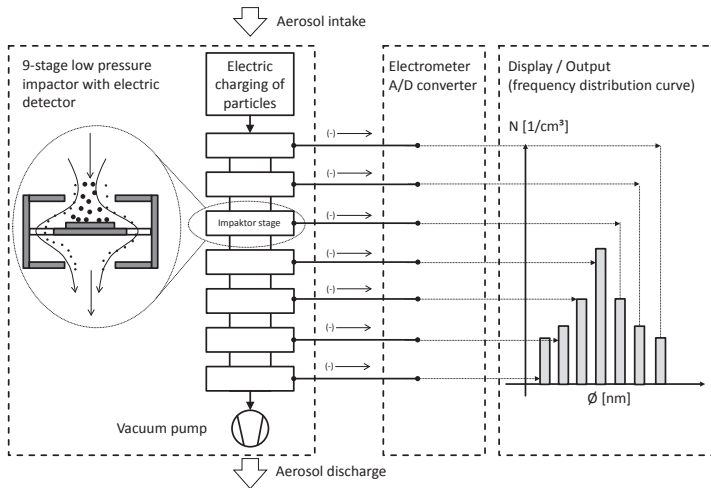 Aerosol intake
9-stage low pressure
impactor with electric
detector
Electric
charging of
particles
Electrometer
A/D converter
Display / Output
(frequency distribution curve)
N [1/cm³]
(-)
(-)
Impaktor stage
(-)
(-)
(-)
(-)
(-)
Ø [nm]
Vacuum pump
Aerosol discharge